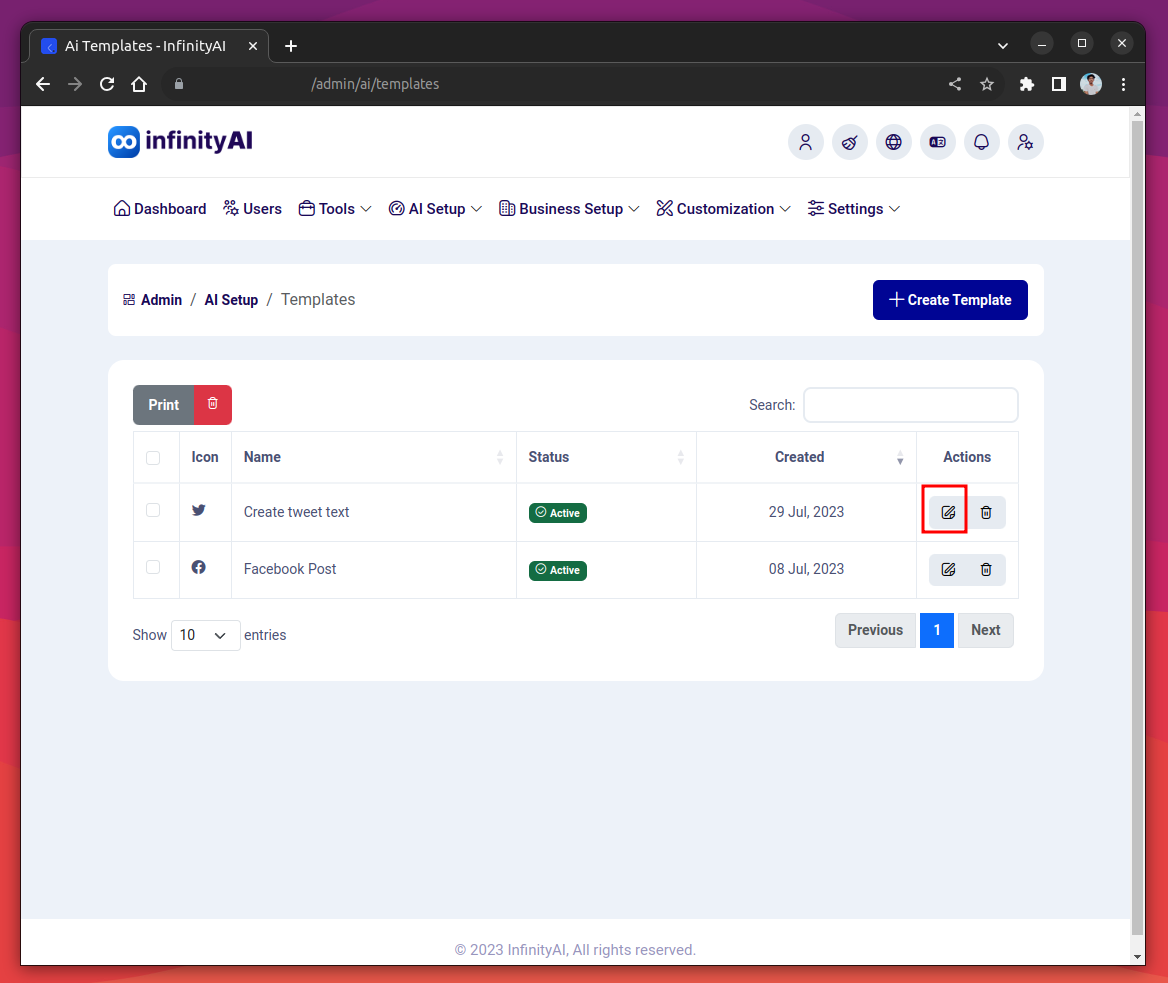 Ai Templates - InfinityAI
/admin/ai/templates
infinityAI
Dashboard Users Tools AI Setup Business Setup Customization Settings
Admin / AI Setup / Templates
Create Template
Print
Search:
Icon Name Status Created Actions
Create tweet text Active 29 Jul, 2023
Facebook Post Active 08 Jul, 2023
Show 10 entries
Previous 1 Next
© 2023 InfinityAI, All rights reserved.